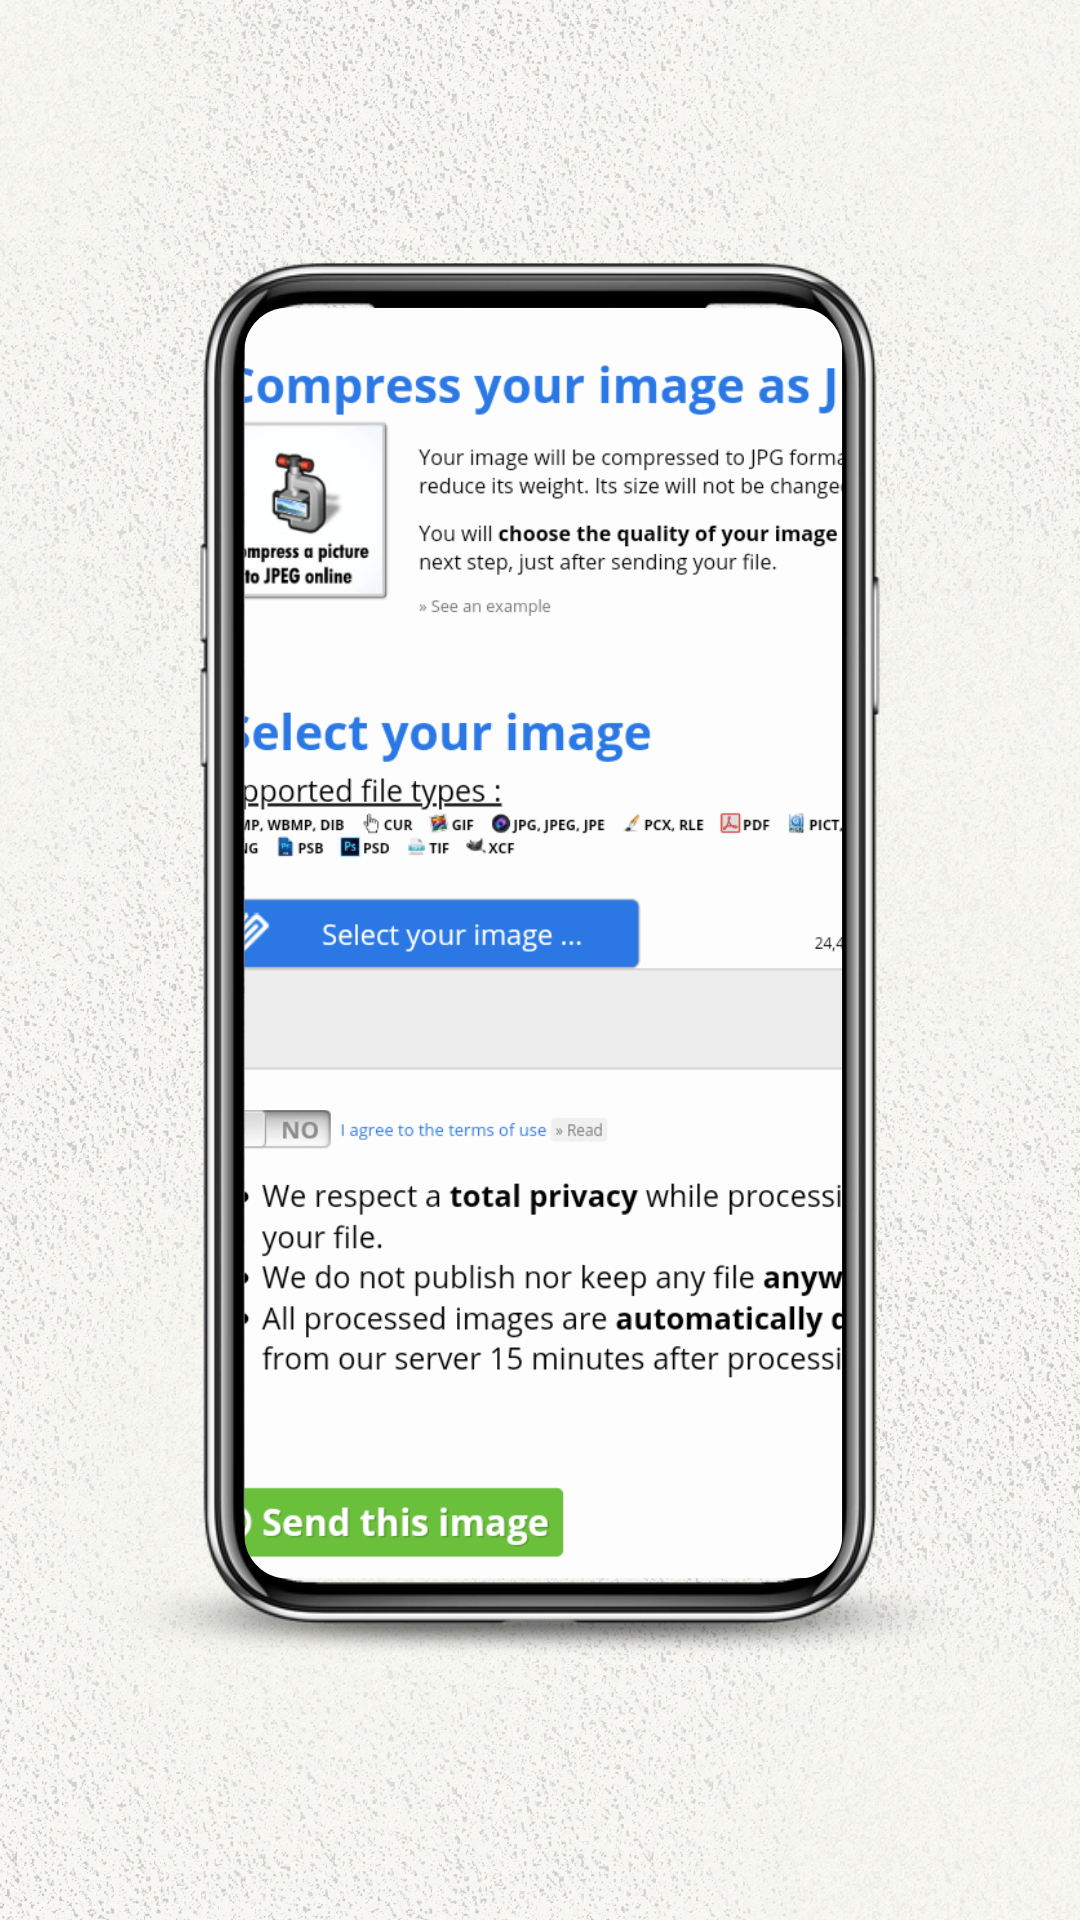 Compress your image as J
Your image will be compressed to JPG forma
reduce its weight. Its size will not be change
You will choose the quality of your image
next step, just after sending your file.
» See an example
ompress a picture
to JPEG online
Select your image
pported file types :
MP, WBMP, DIB CUR GIF JPG, JPEG, JPE PCX, RLE PDF PICT,
NG PSB PSD TIF XCF
Select your image ...
24,4
NO I agree to the terms of use » Read
• We respect a total privacy while processi
your file.
• We do not publish nor keep any file anyw
• All processed images are automatically d
from our server 15 minutes after processi
Send this image